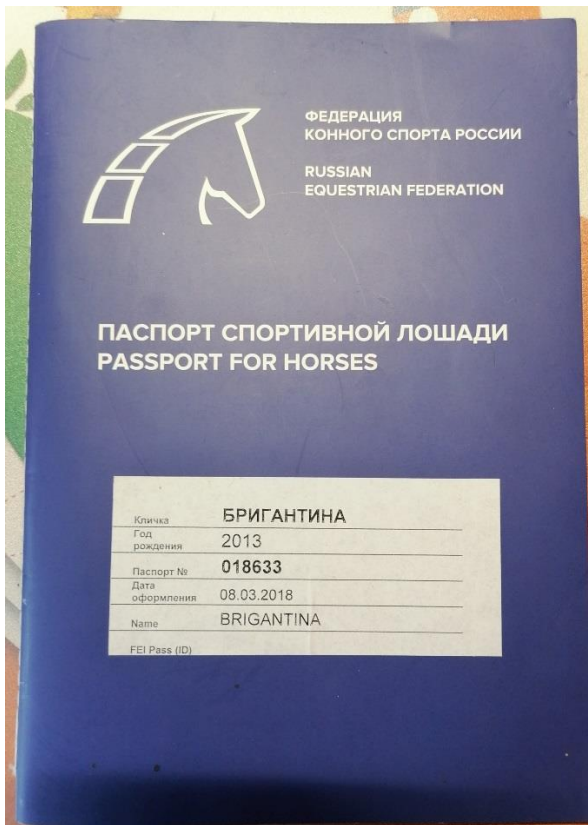 ФЕДЕРАЦИЯ
КОННОГО СПОРТА РОССИИ
RUSSIAN
EQUESTRIAN FEDERATION
ПАСПОРТ СПОРТИВНОЙ ЛОШАДИ
PASSPORT FOR HORSES
Кличка БРИГАНТИНА
Год
рождения 2013
Паспорт № 018633
Дата
оформления 08.03.2018
Name BRIGANTINA
FEI Pass (ID)